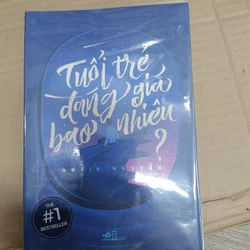 Tuổi trẻ
đáng giá
bao nhiêu
?
THE
#1
BESTSELLER